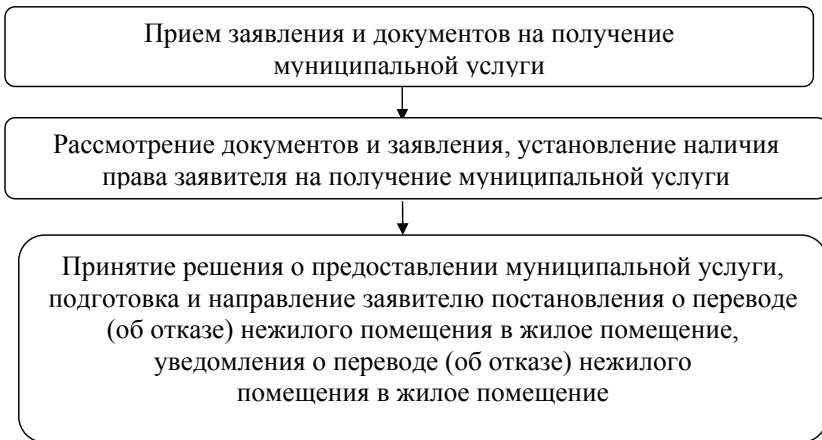 Прием заявления и документов на получение
муниципальной услуги
Рассмотрение документов и заявления, установление наличия
права заявителя на получение муниципальной услуги
Принятие решения о предоставлении муниципальной услуги,
подготовка и направление заявителю постановления о переводе
(об отказе) нежилого помещения в жилое помещение,
уведомления о переводе (об отказе) нежилого
помещения в жилое помещение